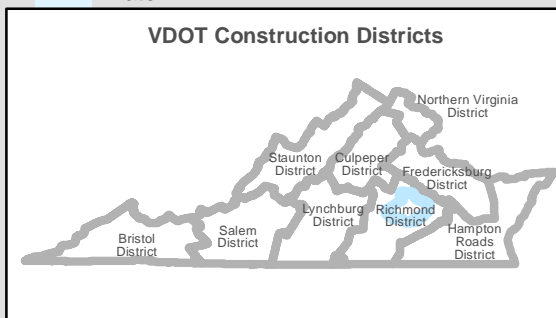 VDOT Construction Districts
Northern Virginia
District
Staunton
District
Culpeper
District
Fredericksburg
District
Lynchburg
District
Richmond
District
Hampton
Roads
District
Salem
District
Bristol
District